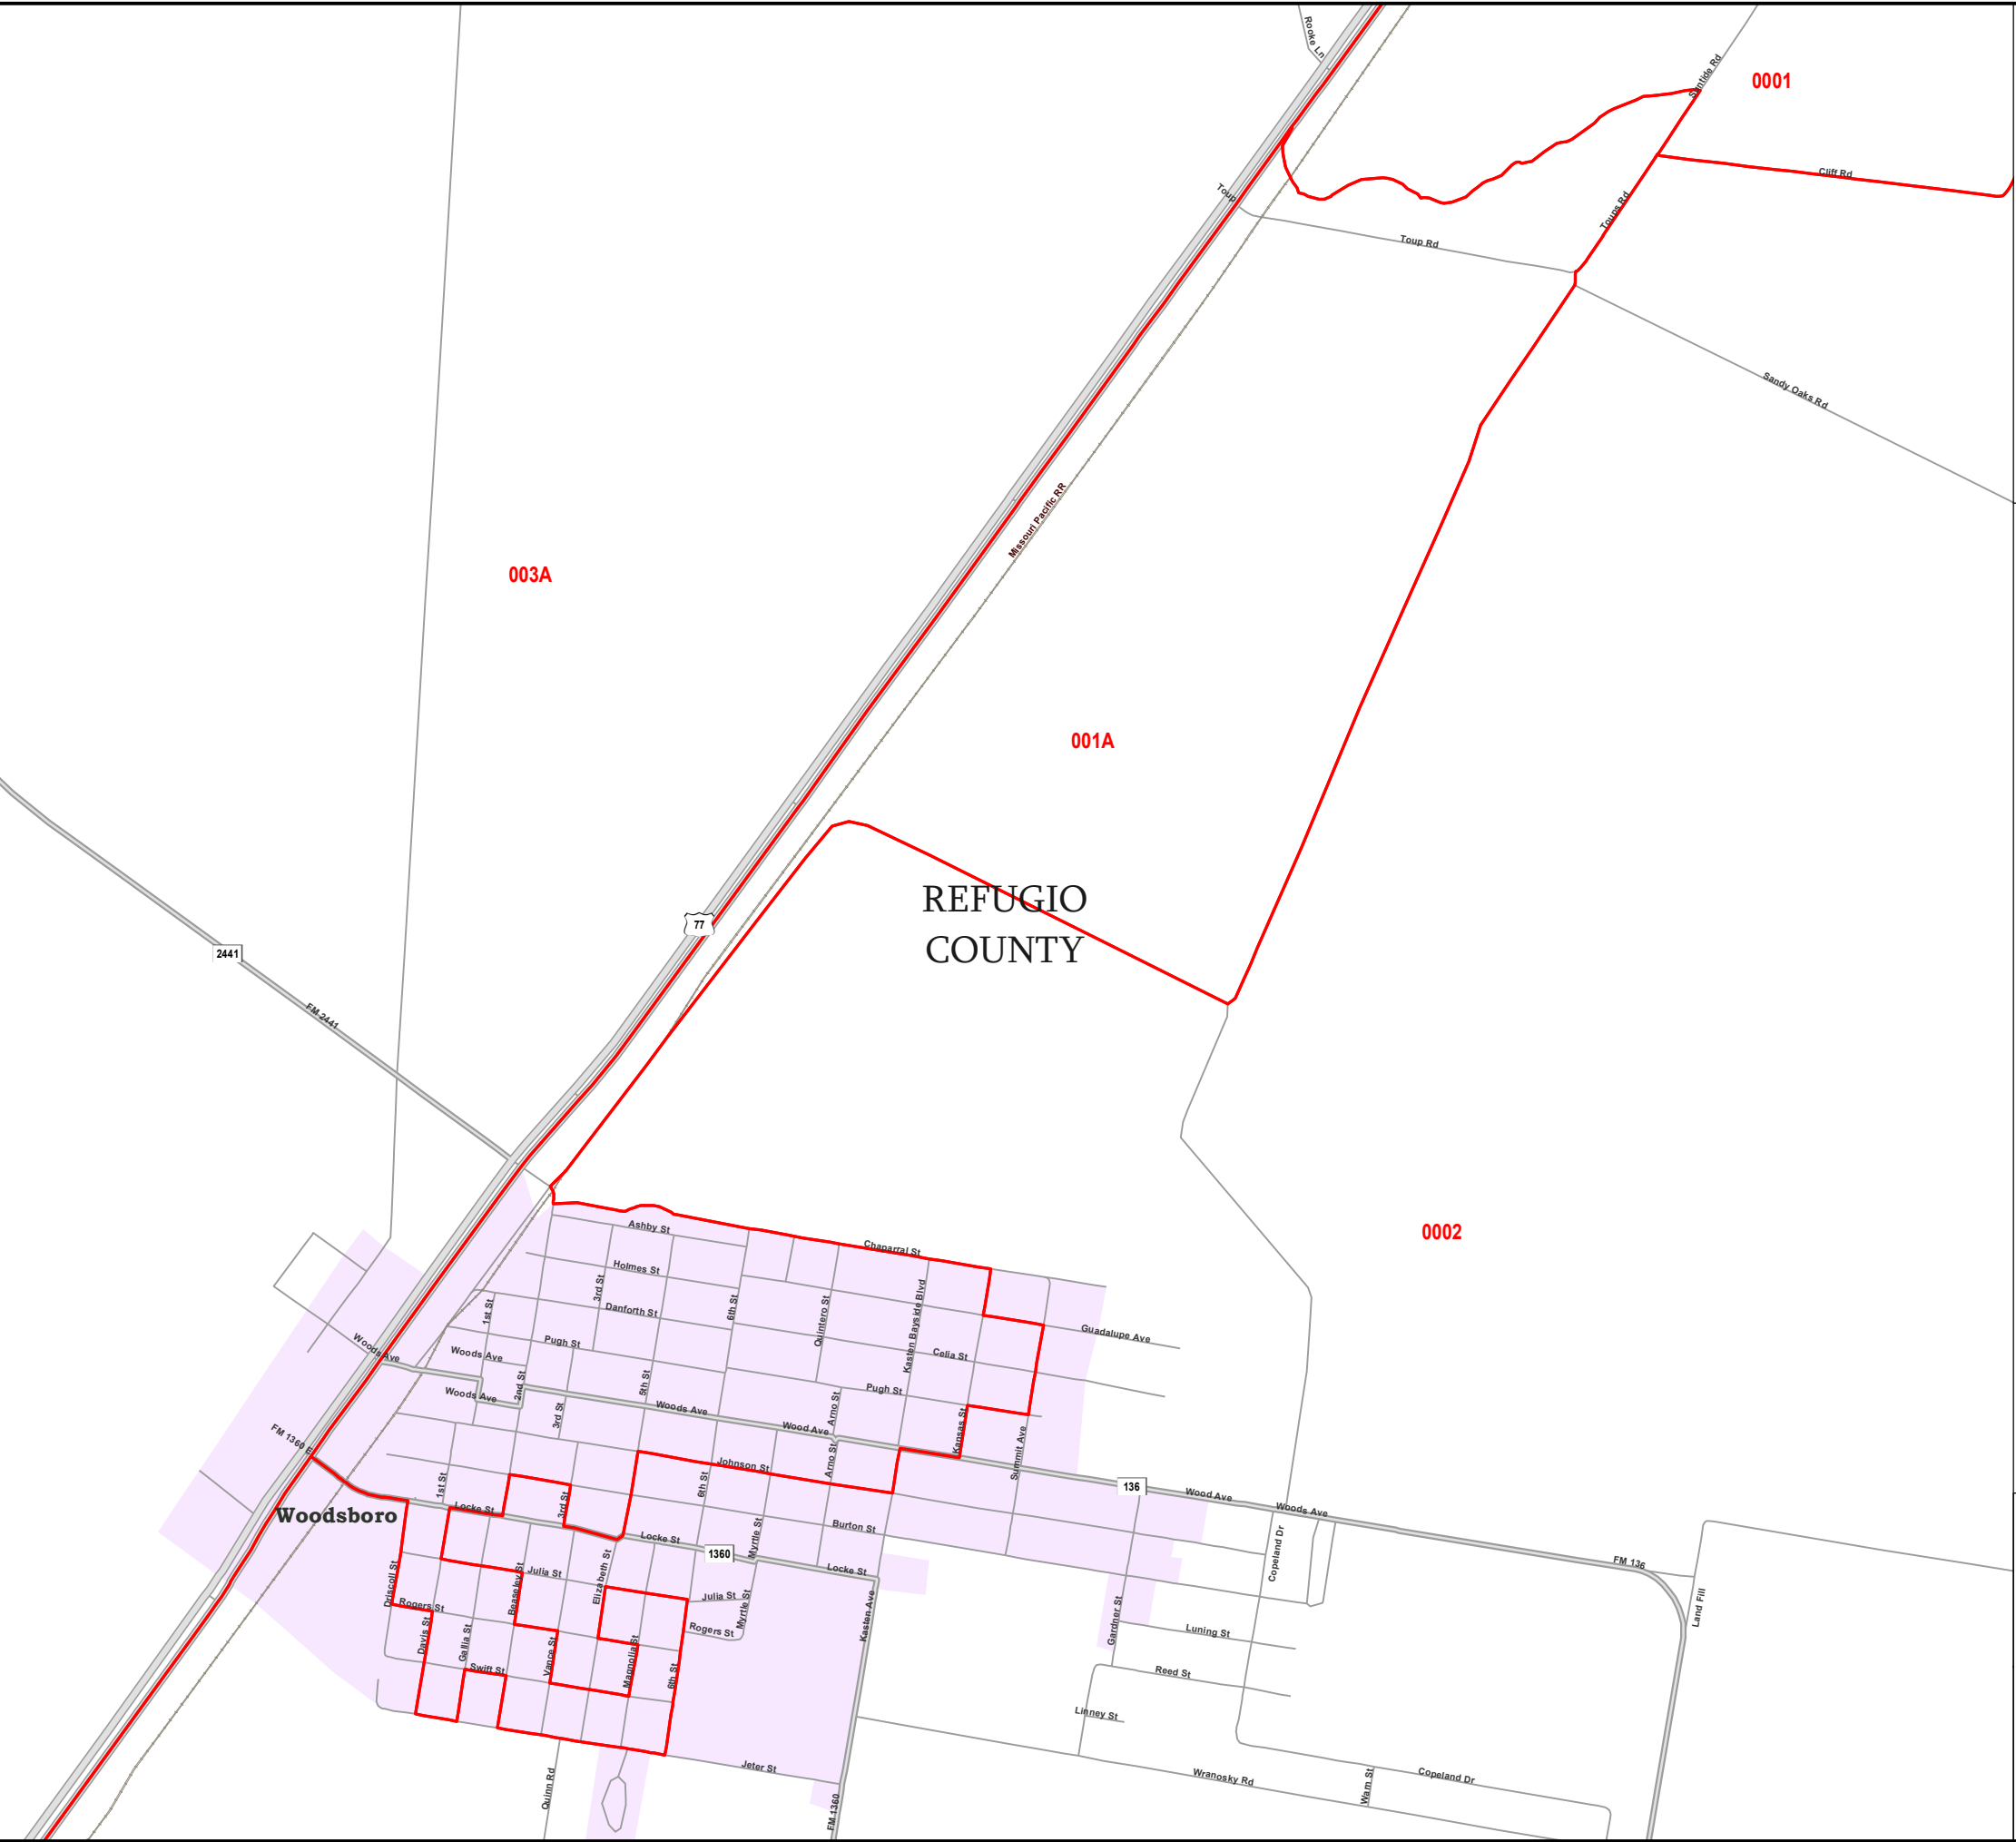 Rooke Ln
Suntide Rd
0001
Cliff Rd
Toup
Toups Rd
Toup Rd
Sandy Oaks Rd
Missouri Pacific RR
003A
001A
REFUGIO
COUNTY
77
2441
FM 2441
0002
Ashby St
Chaparral St
Holmes St
3rd St
Kasten Bayside Blvd
Danforth St
6th St
Quintero St
1st St
Guadalupe Ave
Pugh St
Woods Ave
Woods Ave
Celia St
2nd St
5th St
Pugh St
Woods Ave
Woods Ave
3rd St
Arno St
Wood Ave
Kansas St
FM 1360 E
Summit Ave
Johnson St
Arno St
6th St
1st St
136
Wood Ave
Woods Ave
Woodsboro
Locke St
3rd St
Burton St
Myrtle St
Locke St
1360
Locke St
Copeland Dr
FM 136
Driscoll St
Julia St
Beaseley St
Elizabeth St
Julia St
Myrtle St
Kasten Ave
Gardner St
Land Fill
Rogers St
Davis St
Gallia St
Rogers St
Luning St
Vance St
Magnolia St
Swift St
6th St
Reed St
Linney St
Jeter St
Quinn Rd
Wranosky Rd
Wam St
Copeland Dr
FM 1360